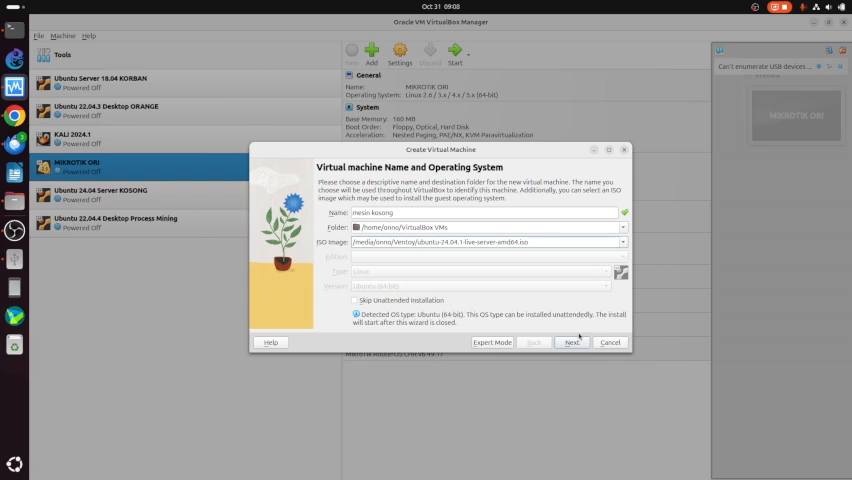 Oct 31 09:08
Oracle VM VirtualBox Manager
File Machine Help
Tools
New Add Settings Discard Start
Ubuntu Server 18.04 KORBAN
Powered Off
Ubuntu 22.04.3 Desktop ORANGE
Powered Off
KALI 2024.1
Powered Off
MIKROTIK ORI
Powered Off
Ubuntu 24.04 Server KOSONG
Powered Off
Ubuntu 22.04.4 Desktop Process Mining
Powered Off
General
Name: MIKROTIK ORI
Operating System: Linux 2.6 / 3.x / 4.x / 5.x (64-bit)
System
Base Memory: 160 MB
Boot Order: Floppy, Optical, Hard Disk
Acceleration: Nested Paging, PAE/NX, KVM Paravirtualization
Can't enumerate USB devices ...
Preview
MIKROTIK ORI
Create Virtual Machine
Virtual machine Name and Operating System
Please choose a descriptive name and destination folder for the new virtual machine. The name you
choose will be used throughout VirtualBox to identify this machine. Additionally, you can select an ISO
image which may be used to install the guest operating system.
Name: mesin kosong
Folder: /home/onno/VirtualBox VMs
ISO Image: /media/onno/Ventoy/ubuntu-24.04.1-live-server-amd64.iso
Edition:
Type: Linux
Version: Ubuntu (64-bit)
Skip Unattended Installation
Detected OS type: Ubuntu (64-bit). This OS type can be installed unattendedly. The install
will start after this wizard is closed.
Help Expert Mode Back Next Cancel